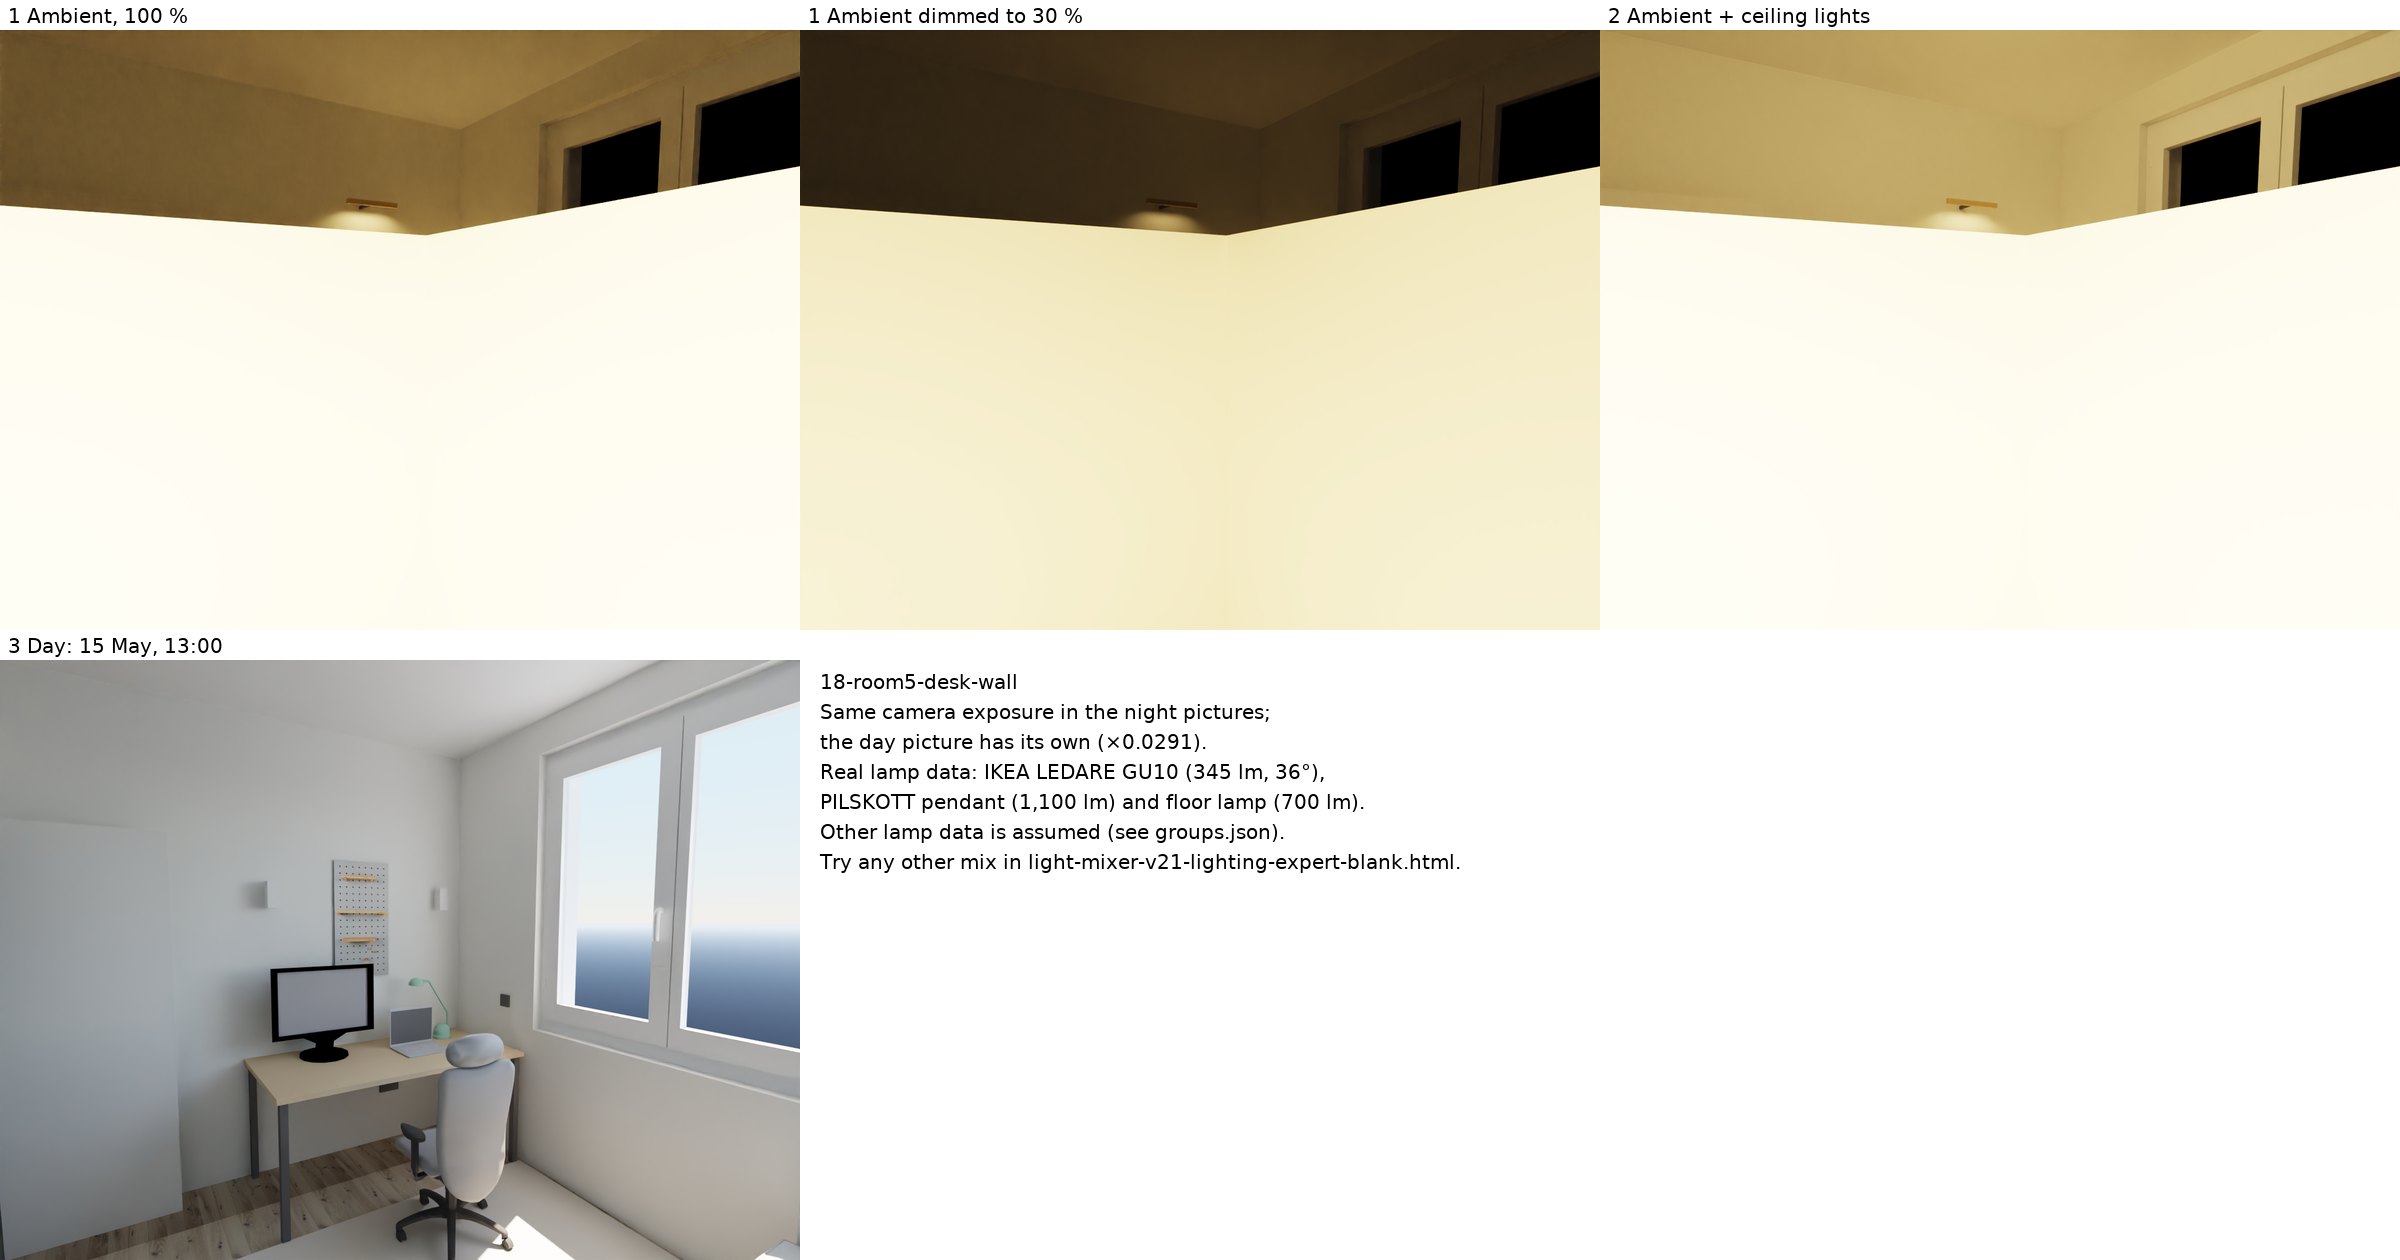 1 Ambient, 100 %
1 Ambient dimmed to 30 %
2 Ambient + ceiling lights
3 Day: 15 May, 13:00
18-room5-desk-wall
Same camera exposure in the night pictures;
the day picture has its own (×0.0291).
Real lamp data: IKEA LEDARE GU10 (345 lm, 36°),
PILSKOTT pendant (1,100 lm) and floor lamp (700 lm).
Other lamp data is assumed (see groups.json).
Try any other mix in light-mixer-v21-lighting-expert-blank.html.